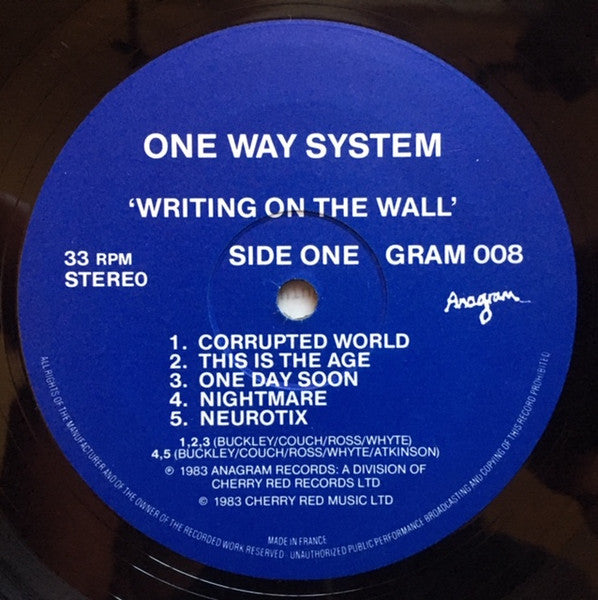 ONE WAY SYSTEM
‘WRITING ON THE WALL’
33 RPM
STEREO
SIDE ONE GRAM 008
Anagram
1. CORRUPTED WORLD
2. THIS IS THE AGE
3. ONE DAY SOON
4. NIGHTMARE
5. NEUROTIX
1,2,3 (BUCKLEY/COUCH/ROSS/WHYTE)
4,5 (BUCKLEY/COUCH/ROSS/WHYTE/ATKINSON)
℗ 1983 ANAGRAM RECORDS: A DIVISION OF
CHERRY RED RECORDS LTD
© 1983 CHERRY RED MUSIC LTD
MADE IN FRANCE
ALL RIGHTS OF THE MANUFACTURER AND OF THE OWNER OF THE RECORDED WORK RESERVED · UNAUTHORIZED PUBLIC PERFORMANCE BROADCASTING AND COPYING OF THIS RECORD PROHIBITED